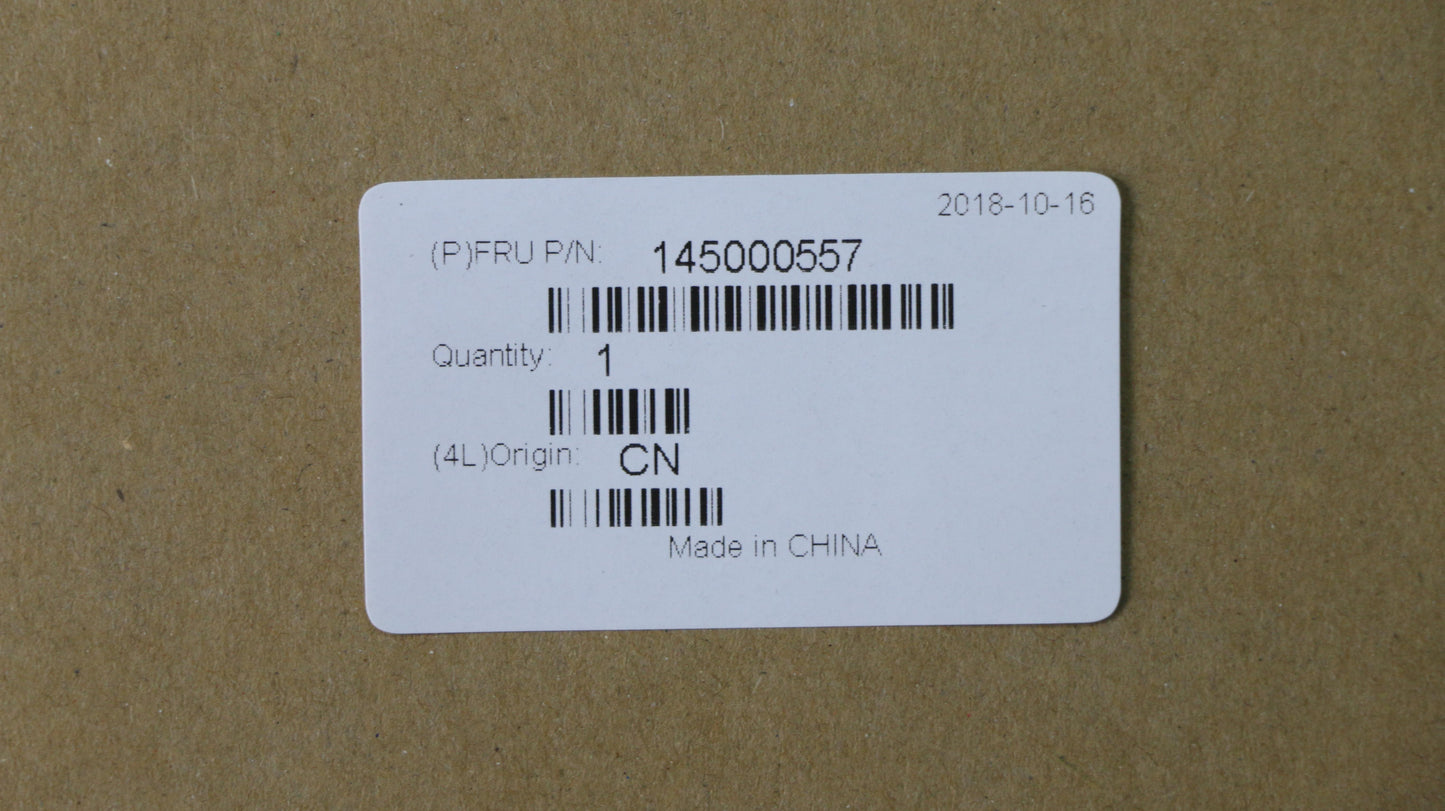 2018-10-16
(P)FRU P/N: 145000557
Quantity: 1
(4L)Origin: CN
Made in CHINA